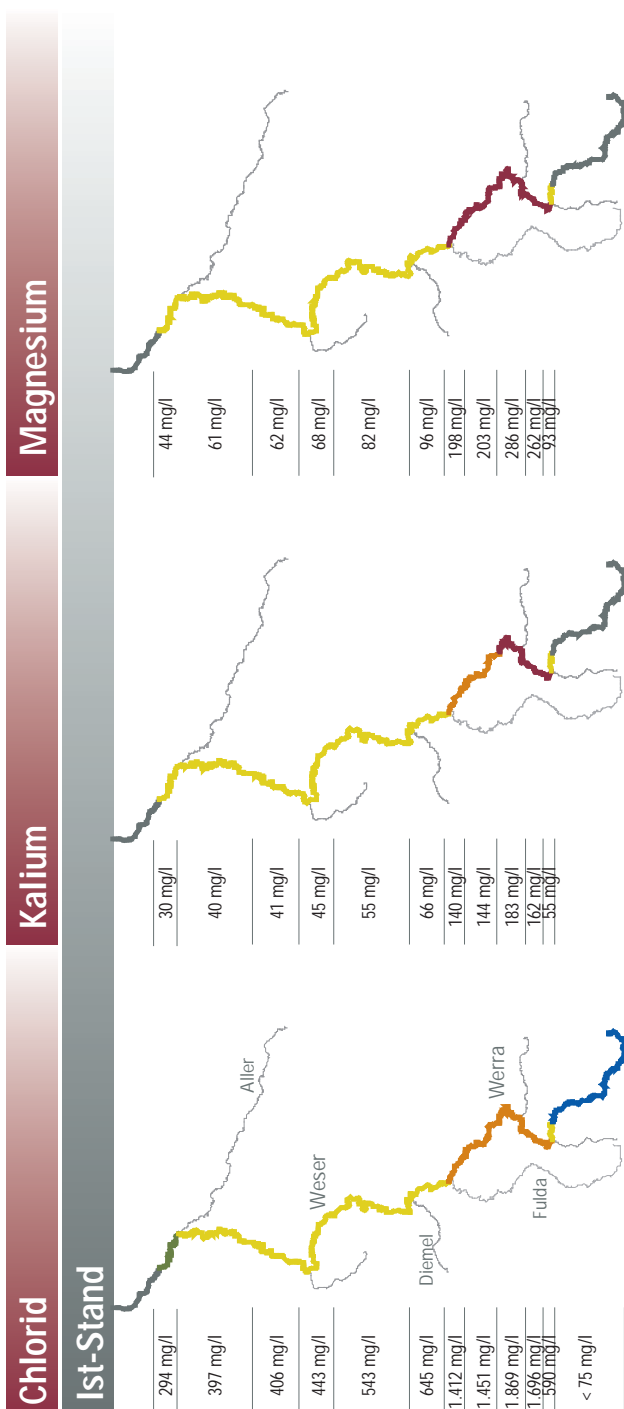 Chlorid
Kalium
Magnesium
Ist-Stand
294 mg/l
397 mg/l
406 mg/l
443 mg/l
543 mg/l
645 mg/l
1.412 mg/l
1.451 mg/l
1.869 mg/l
1.696 mg/l
590 mg/l
< 75 mg/l
Aller
Weser
Diemel
Werra
Fulda
30 mg/l
40 mg/l
41 mg/l
45 mg/l
55 mg/l
66 mg/l
140 mg/l
144 mg/l
183 mg/l
162 mg/l
55 mg/l
44 mg/l
61 mg/l
62 mg/l
68 mg/l
82 mg/l
96 mg/l
198 mg/l
203 mg/l
286 mg/l
262 mg/l
93 mg/l